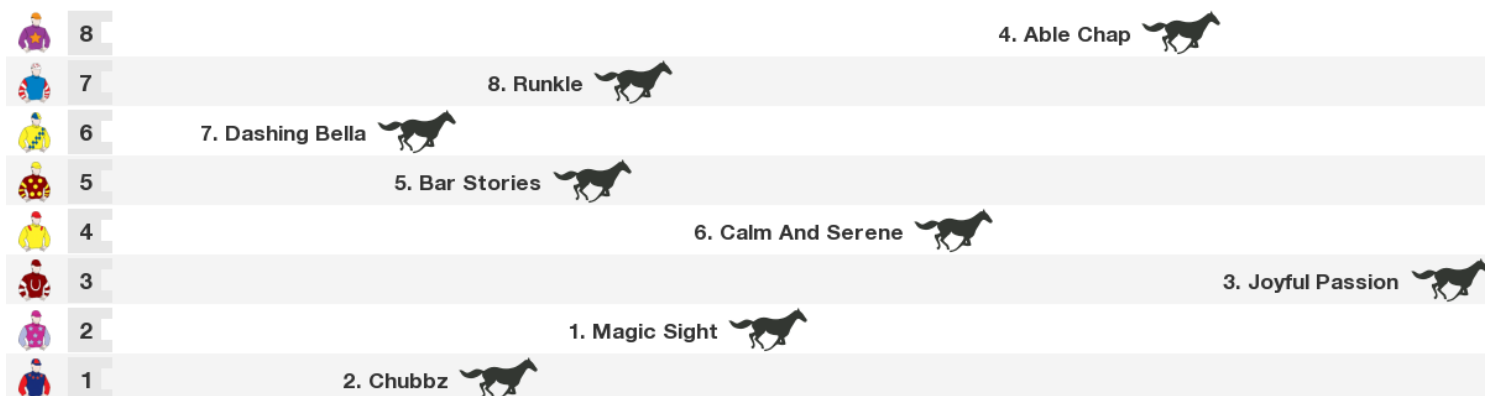 8 4. Able Chap
7 8. Runkle
6 7. Dashing Bella
5 5. Bar Stories
4 6. Calm And Serene
3 3. Joyful Passion
2 1. Magic Sight
1 2. Chubbz